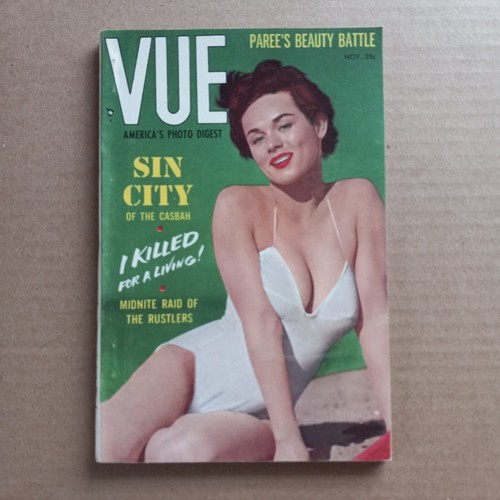 VUE
PAREE'S BEAUTY BATTLE
NOV. 25c
AMERICA'S PHOTO DIGEST
SIN
CITY
OF THE CASBAH
I KILLED
FOR A LIVING!
MIDNITE RAID OF
THE RUSTLERS